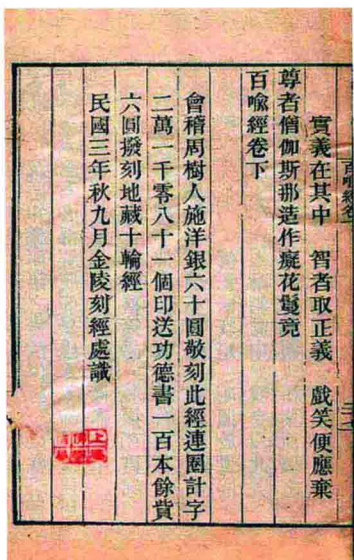 實義在其中 智者取正義 戲笑便應棄
尊者僧伽斯那造作癡花鬘竟
百喩經卷下
會稽周樹人施洋銀六十圓敬刻此經連圈計字
二萬一千零八十一個印送功德書一百本餘貲
六圓撥刻地藏十輪經
民國三年秋九月金陵刻經處識